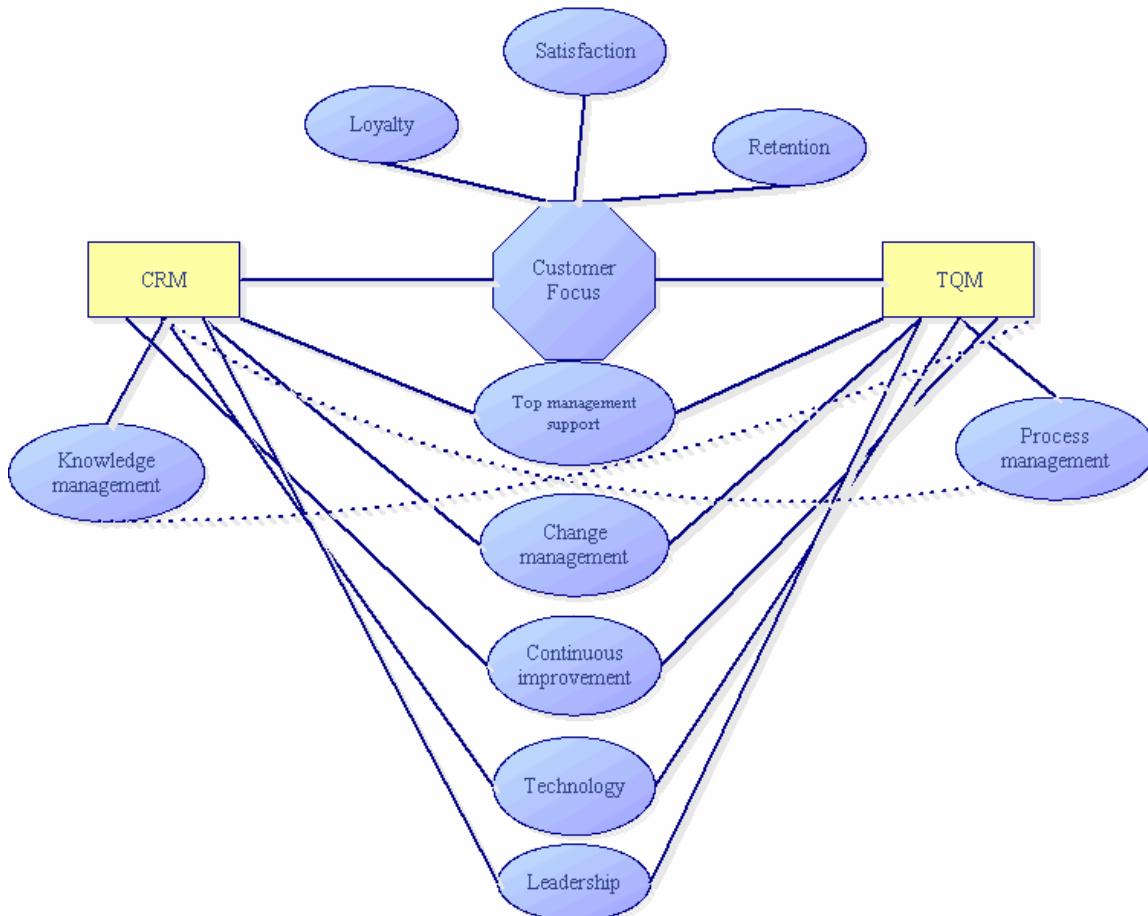 Satisfaction
Loyalty
Retention
CRM
Customer
Focus
TQM
Top management
support
Knowledge
management
Process
management
Change
management
Continuous
improvement
Technology
Leadership